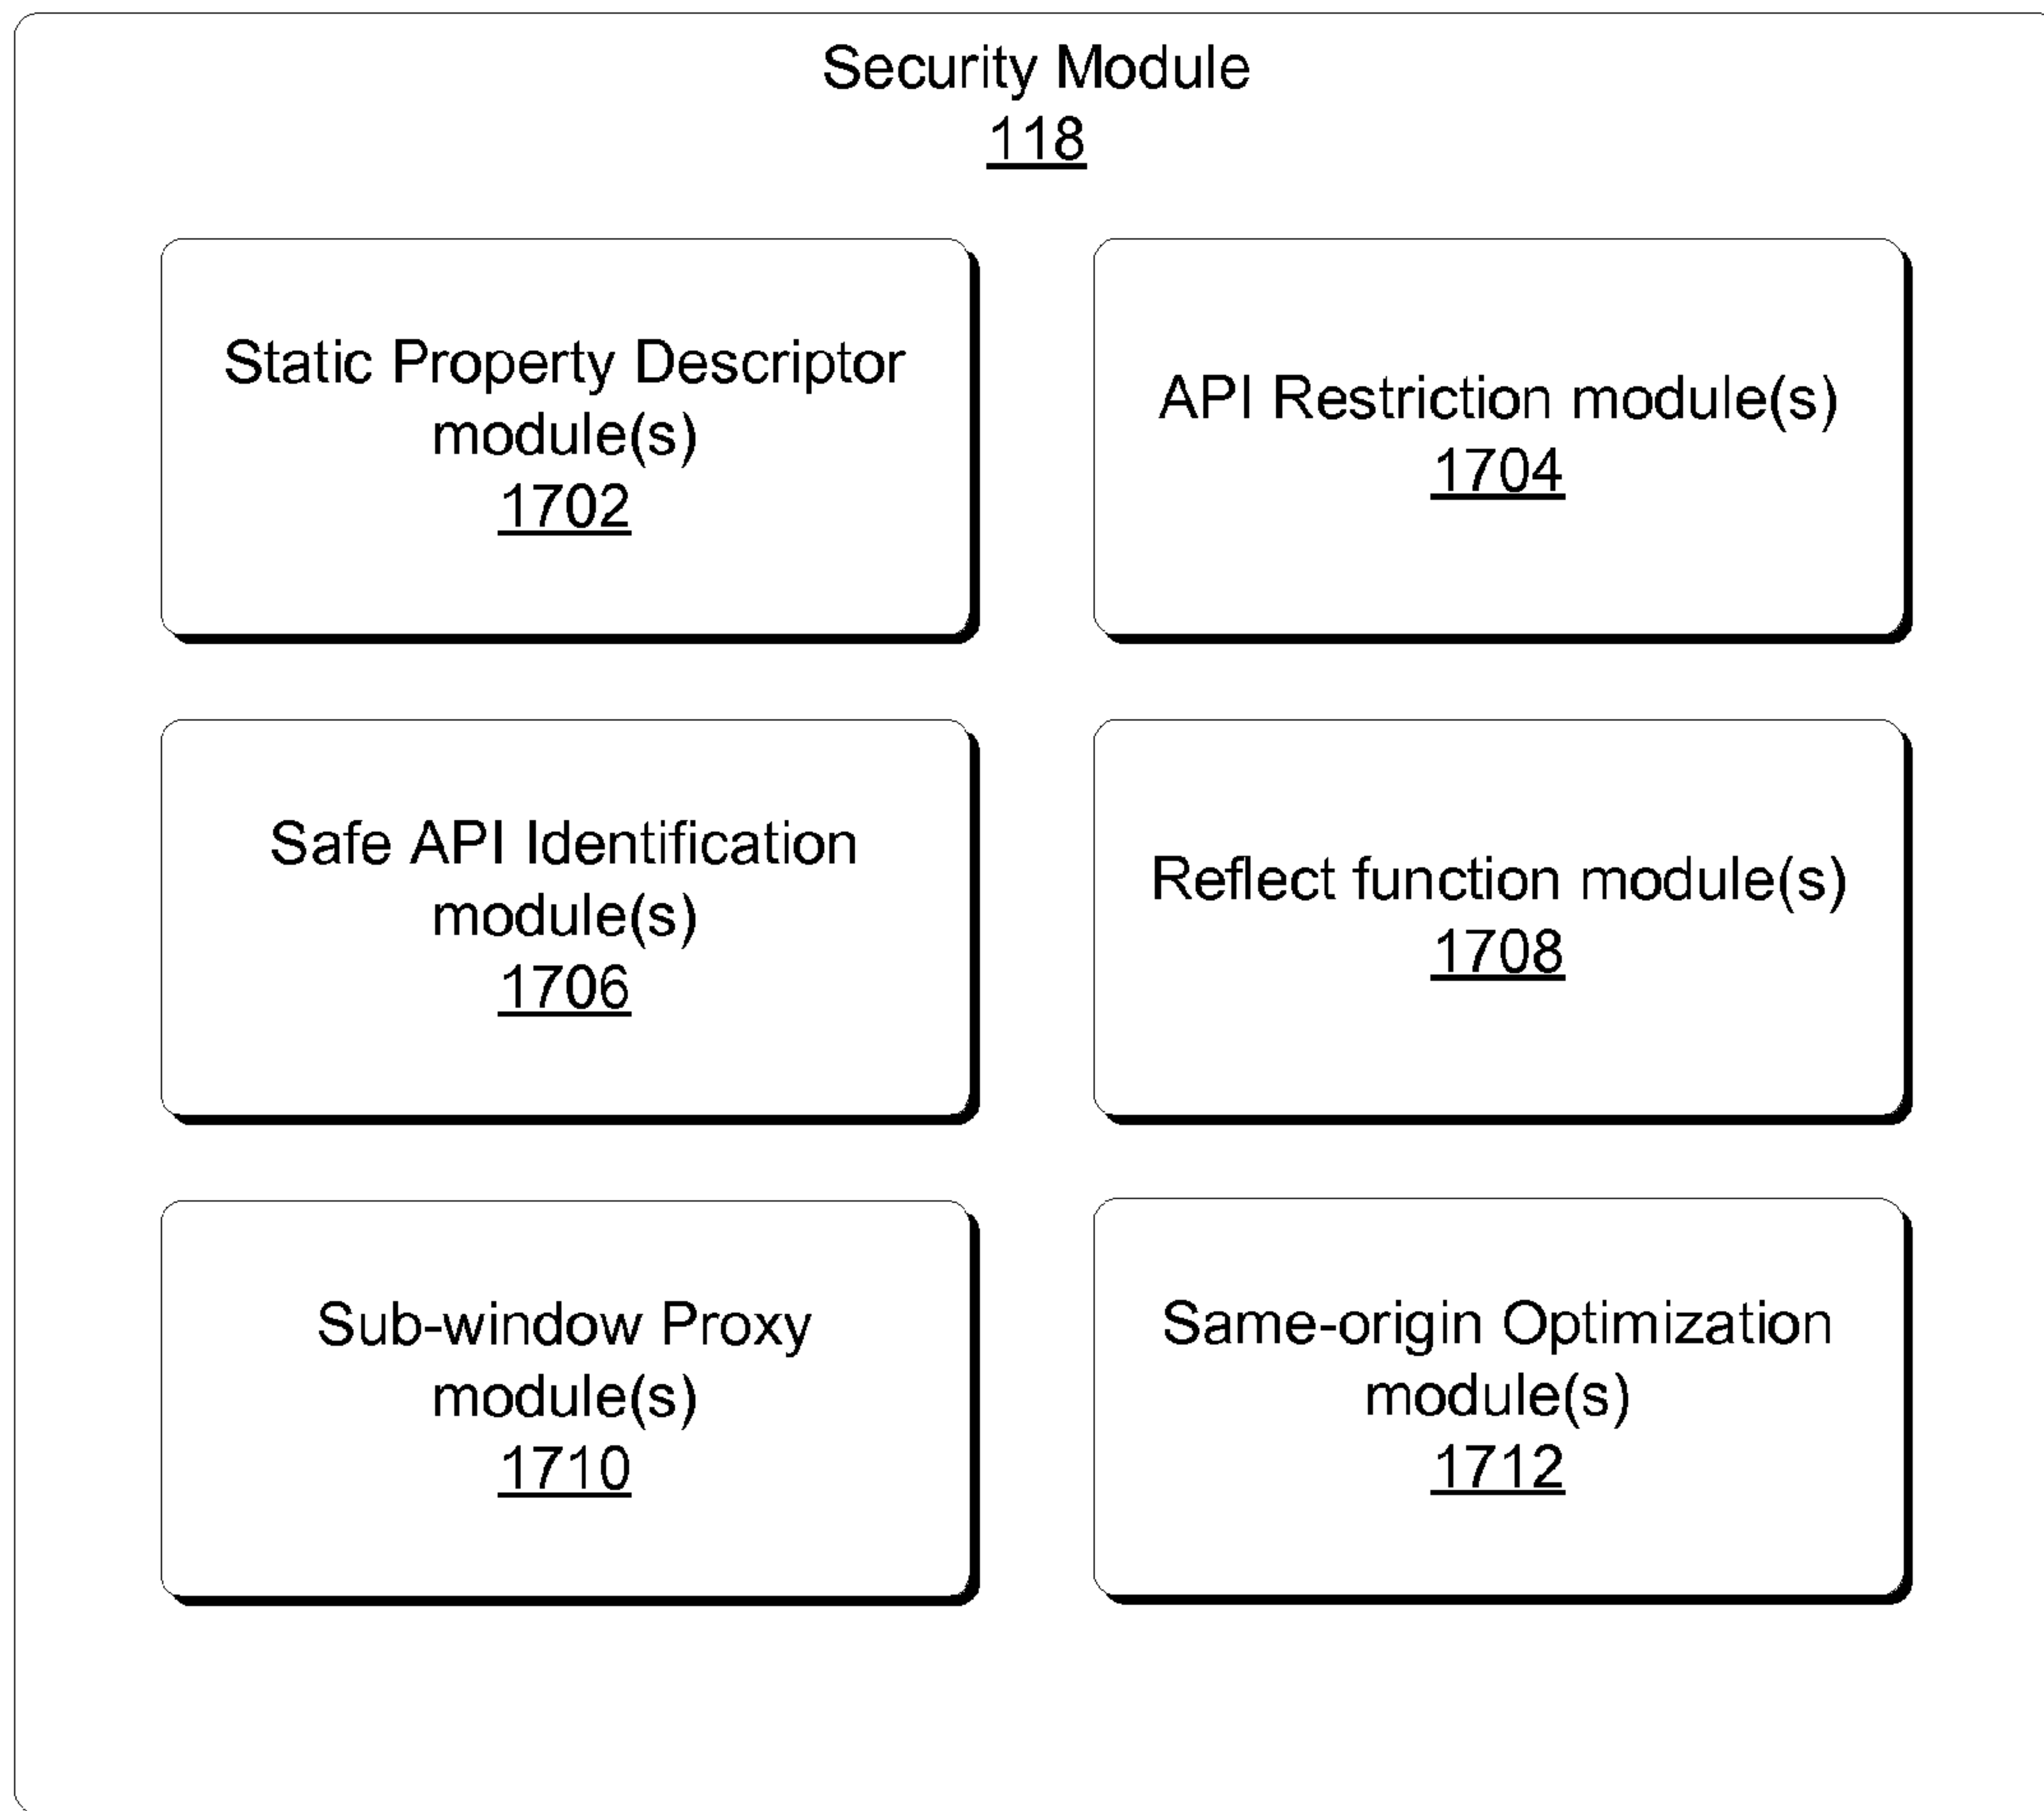 Security Module
118
Static Property Descriptor
module(s)
1702
API Restriction module(s)
1704
Safe API Identification
module(s)
1706
Reflect function module(s)
1708
Sub-window Proxy
module(s)
1710
Same-origin Optimization
module(s)
1712